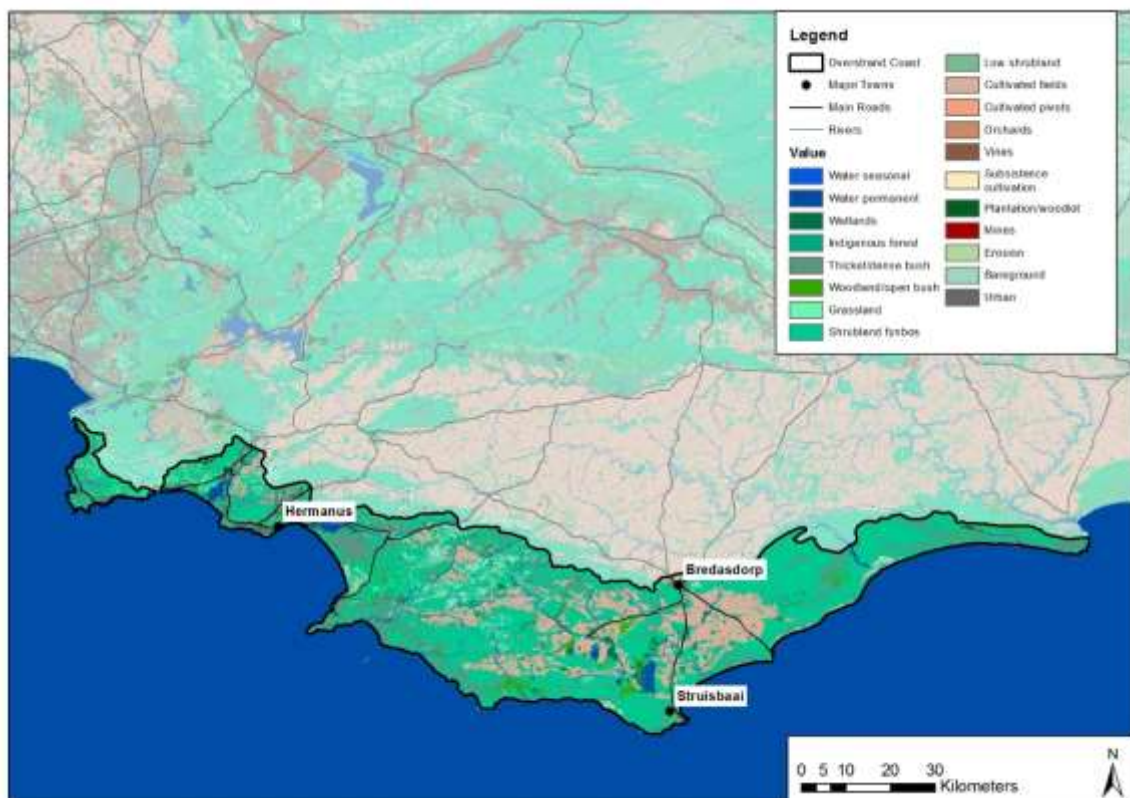 Legend
Overstrand Coast
Major Towns
Main Roads
Rivers
Value
Water seasonal
Water permanent
Wetlands
Indigenous forest
Thicket/dense bush
Woodland/open bush
Grassland
Shrubland fynbos
Low shrubland
Cultivated fields
Cultivated pivots
Orchards
Vines
Subsistence
cultivation
Plantation/woodlot
Mines
Erosion
Bareground
Urban
Hermanus
Bredasdorp
Struisbaai
N
0 5 10 20 30
Kilometers